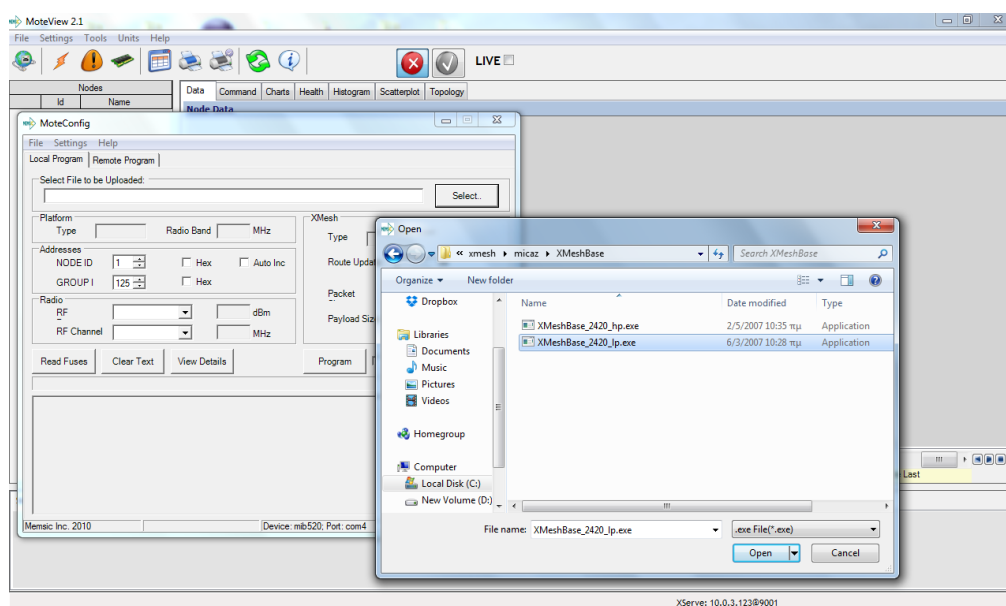 MoteView 2.1
File Settings Tools Units Help
LIVE
Nodes
Id Name
Data Command Charts Health Histogram Scatterplot Topology
Node Data
MoteConfig
File Settings Help
Local Program Remote Program
Select File to be Uploaded:
Select..
Platform
Type Radio Band MHz
Addresses
NODE ID 1 Hex Auto Inc
GROUP I 125 Hex
Radio
RF dBm
RF Channel MHz
XMesh
Type
Route Updat
Packet
Payload Siz
Read Fuses Clear Text View Details Program
Memsic Inc. 2010 Device: mib520; Port: com4
Open
« xmesh micaz XMeshBase Search XMeshBase
Organize New folder
Dropbox
Libraries
Documents
Music
Pictures
Videos
Homegroup
Computer
Local Disk (C:)
New Volume (D:)
Name Date modified Type
XMeshBase_2420_hp.exe 2/5/2007 10:35 πμ Application
XMeshBase_2420_lp.exe 6/3/2007 10:28 πμ Application
File name: XMeshBase_2420_lp.exe .exe File(*.exe)
Open Cancel
Last
XServe: 10.0.3.123@9001